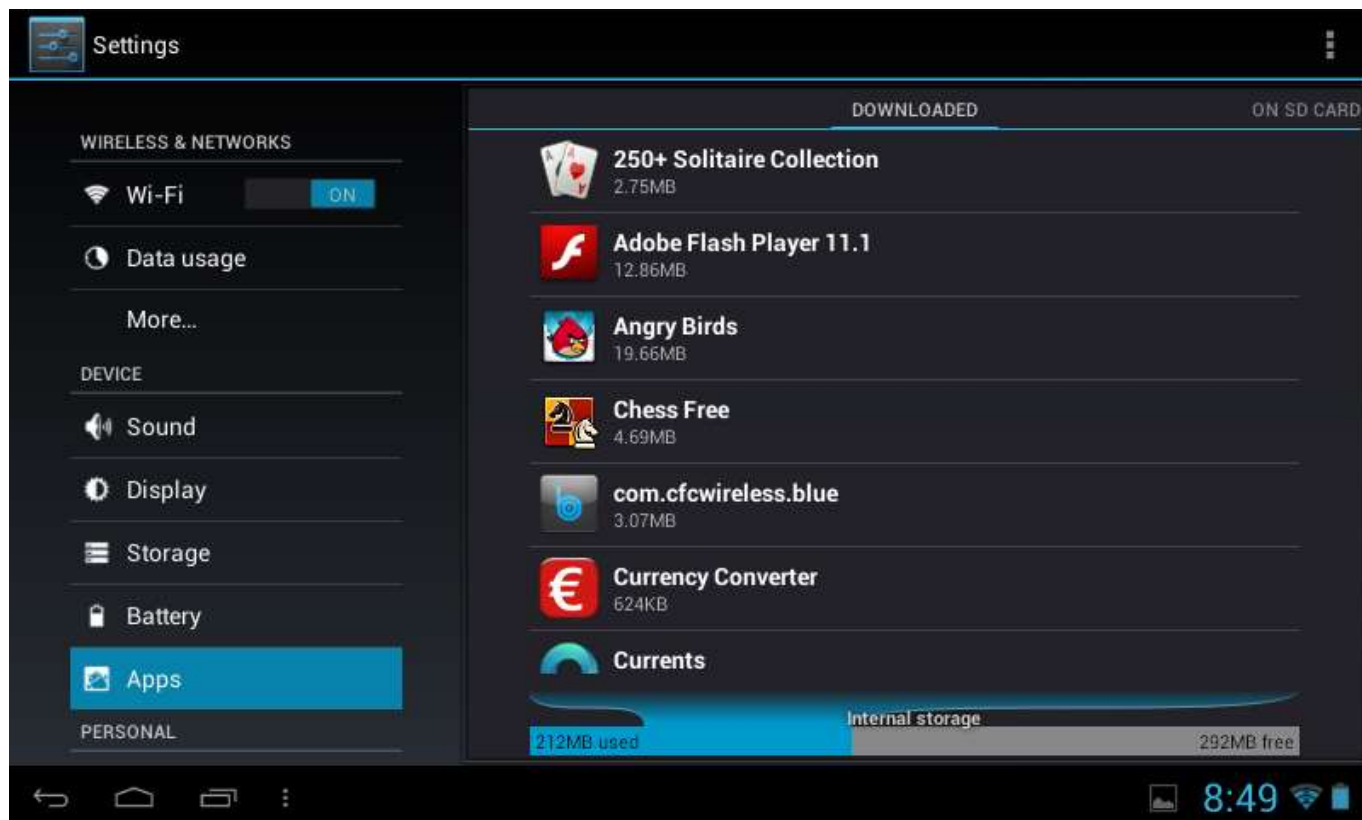 Settings
WIRELESS & NETWORKS
Wi-Fi
ON
Data usage
More...
DEVICE
Sound
Display
Storage
Battery
Apps
PERSONAL
DOWNLOADED
ON SD CARD
250+ Solitaire Collection
2.75MB
Adobe Flash Player 11.1
12.86MB
Angry Birds
19.66MB
Chess Free
4.69MB
com.cfcwireless.blue
3.07MB
Currency Converter
624KB
Currents
Internal storage
212MB used
292MB free
8:49